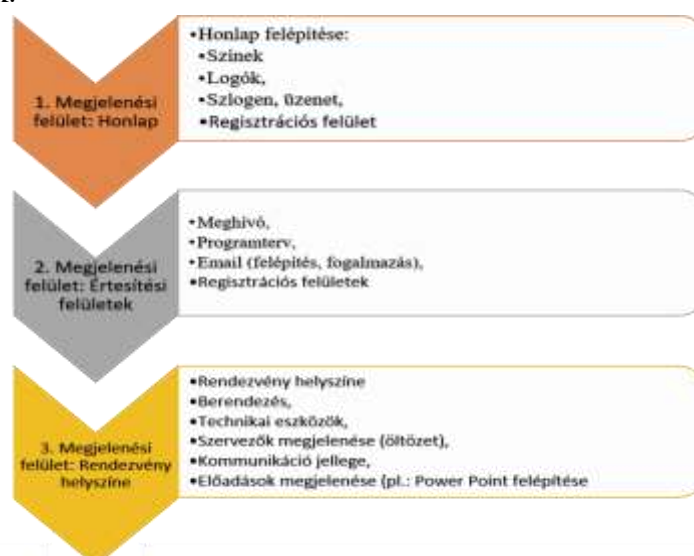 1. Megjelenési
felület: Honlap
•Honlap felépítése:
•Színek
•Logók,
•Szlogen, üzenet,
•Regisztrációs felület
2. Megjelenési
felület: Értesítési
felületek
•Meghívó,
•Programterv,
•Email (felépítés, fogalmazás),
•Regisztrációs felületek
3. Megjelenési
felület: Rendezvény
helyszíne
•Rendezvény helyszíne
•Berendezés,
•Technikai eszközök,
•Szervezők megjelenése (öltözet),
•Kommunikáció jellege,
•Előadások megjelenése (pl.: Power Point felépítése